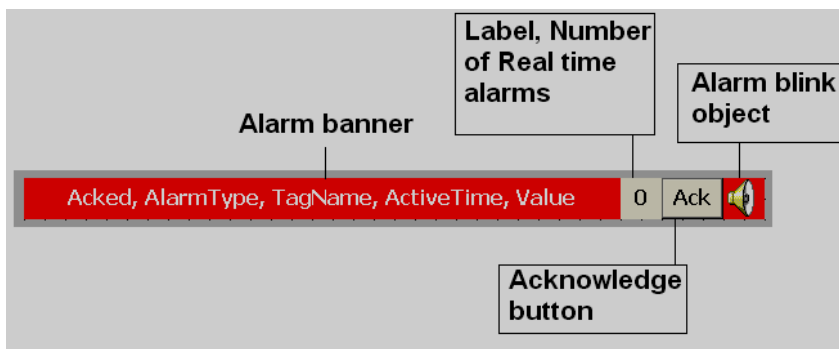 Label, Number
of Real time
alarms
Alarm blink
object
Alarm banner
Acked, AlarmType, TagName, ActiveTime, Value
0
Ack
Acknowledge
button